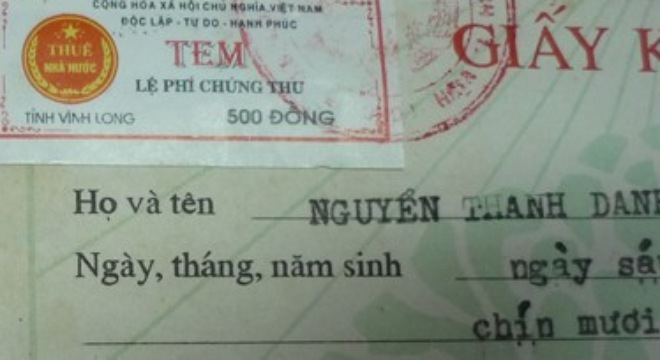 CỘNG HÒA XÃ HỘI CHỦ NGHĨA VIỆT NAM
ĐỘC LẬP - TỰ DO - HẠNH PHÚC
THUẾ
NHÀ NƯỚC
TEM
LỆ PHÍ CHỨNG THƯ
TỈNH VĨNH LONG
500 ĐỒNG
GIẤY K
Họ và tên NGUYỄN THANH DANH
Ngày, tháng, năm sinh ngày sá
chín mươi